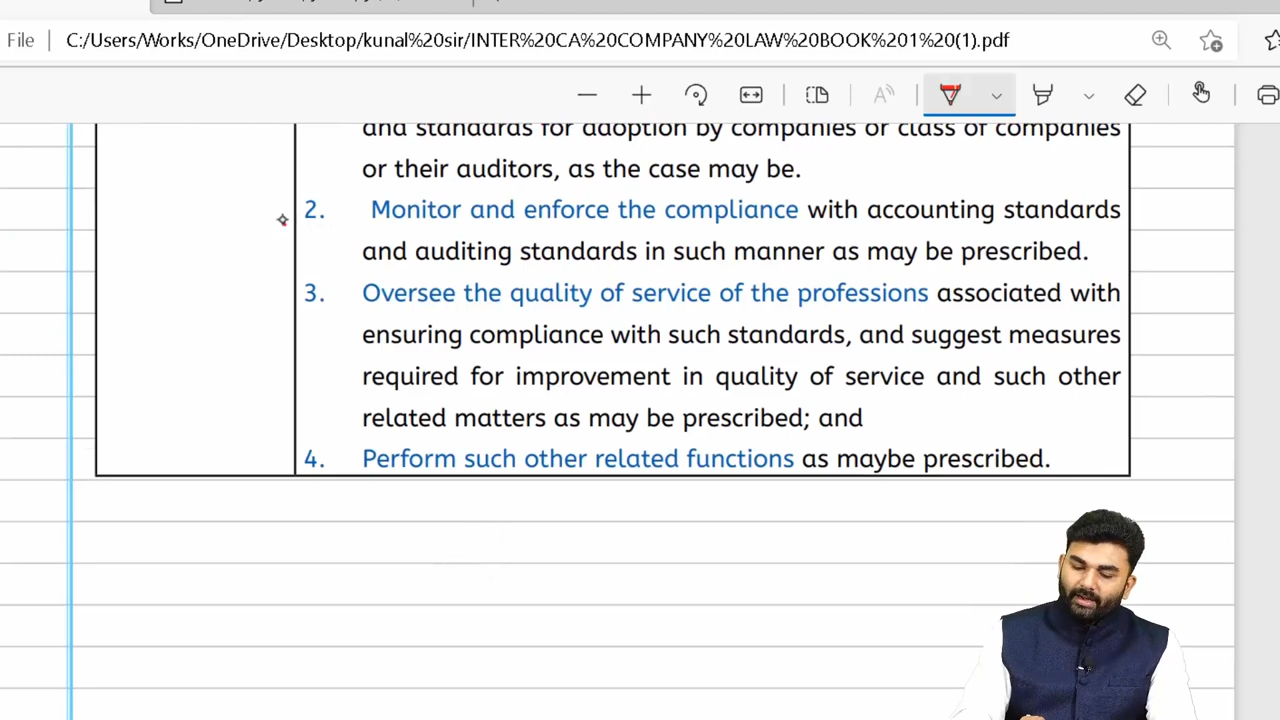 File | C:/Users/Works/OneDrive/Desktop/kunal%20sir/INTER%20CA%20COMPANY%20LAW%20BOOK%201%20(1).pdf
and standards for adoption by companies or class of companies
or their auditors, as the case may be.
2. Monitor and enforce the compliance with accounting standards
and auditing standards in such manner as may be prescribed.
3. Oversee the quality of service of the professions associated with
ensuring compliance with such standards, and suggest measures
required for improvement in quality of service and such other
related matters as may be prescribed; and
4. Perform such other related functions as maybe prescribed.